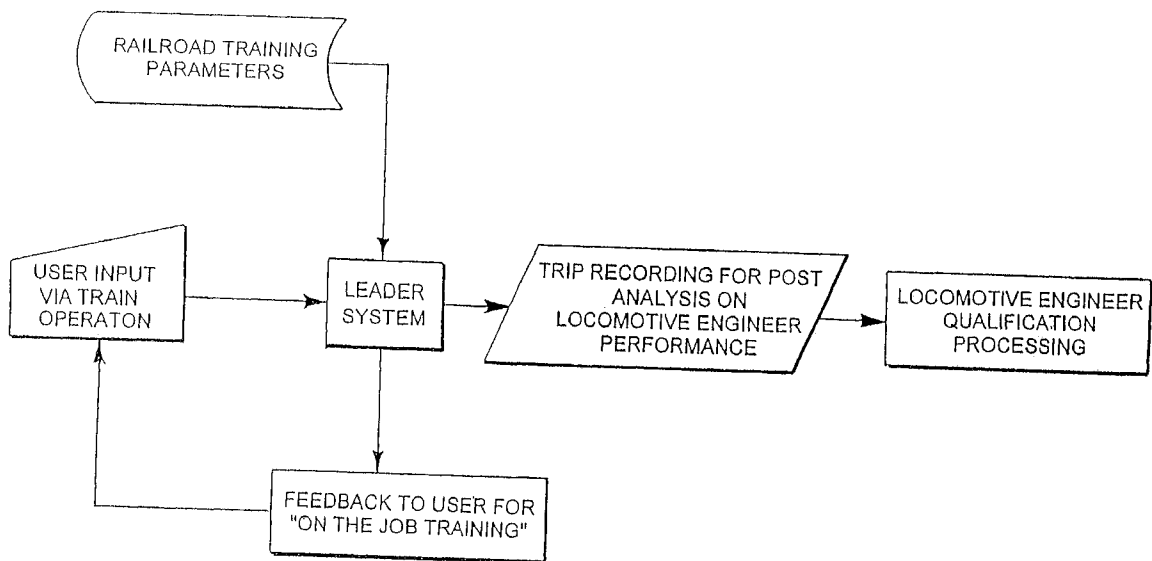 RAILROAD TRAINING
PARAMETERS
USER INPUT
VIA TRAIN
OPERATON
LEADER
SYSTEM
TRIP RECORDING FOR POST
ANALYSIS ON
LOCOMOTIVE ENGINEER
PERFORMANCE
LOCOMOTIVE ENGINEER
QUALIFICATION
PROCESSING
FEEDBACK TO USER FOR
"ON THE JOB TRAINING"